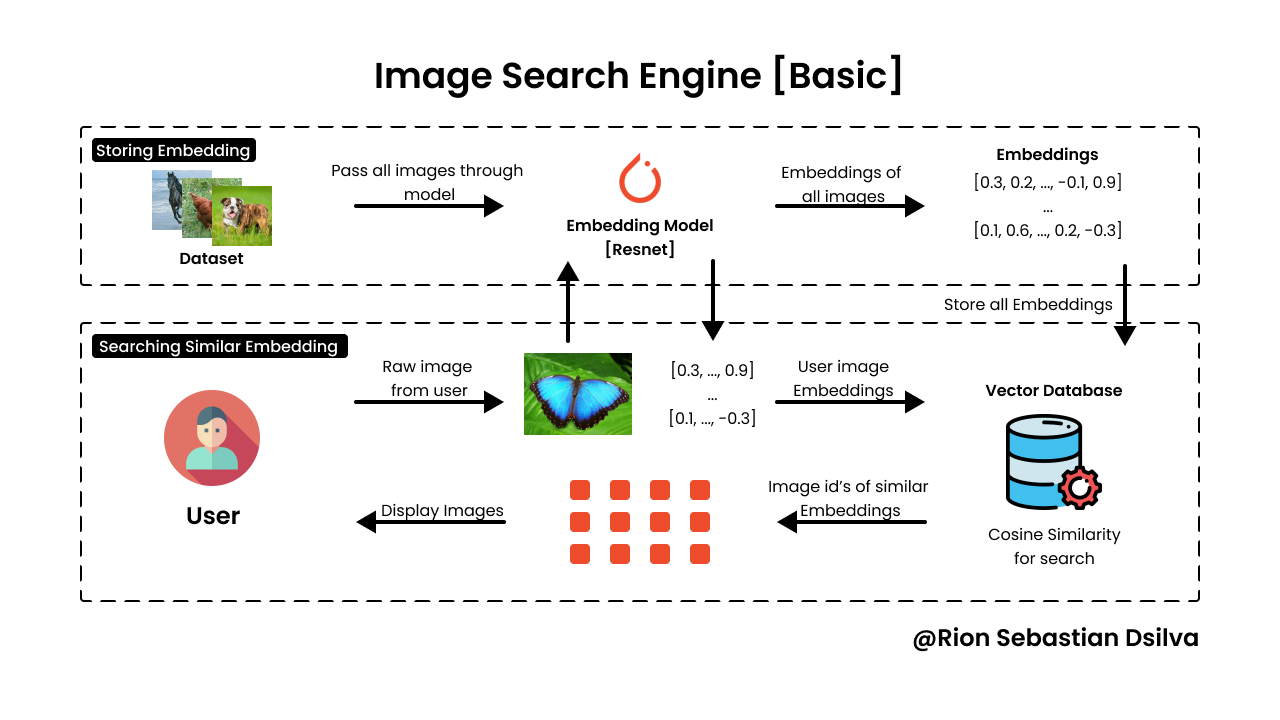 Image Search Engine [Basic]
Storing Embedding
Dataset
Pass all images through
model
Embedding Model
[Resnet]
Embeddings of
all images
Embeddings
[0.3, 0.2, ..., -0.1, 0.9]
...
[0.1, 0.6, ..., 0.2, -0.3]
Store all Embeddings
Searching Similar Embedding
User
Raw image
from user
[0.3, ..., 0.9]
...
[0.1, ..., -0.3]
User image
Embeddings
Vector Database
Cosine Similarity
for search
Image id’s of similar
Embeddings
Display Images
@Rion Sebastian Dsilva